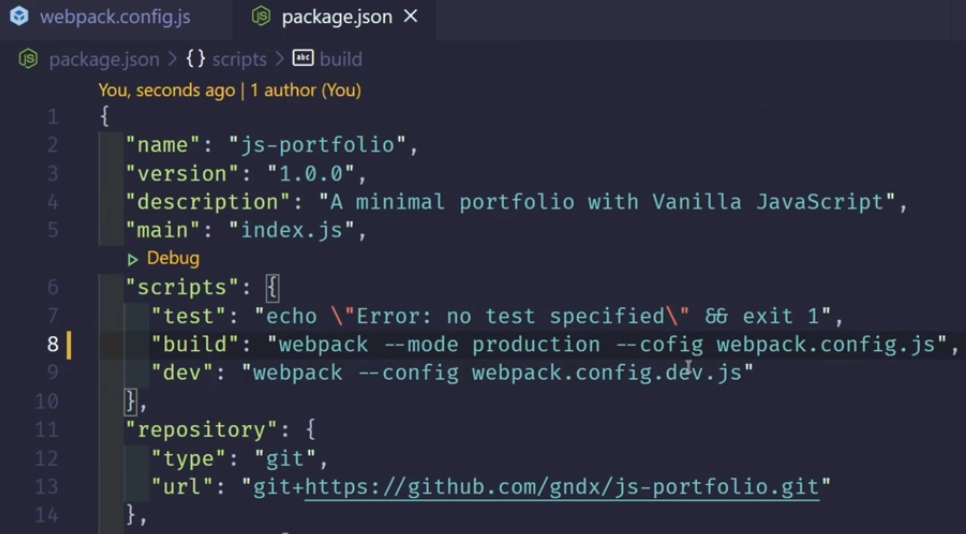 webpack.config.js package.json
package.json scripts build
You, seconds ago | 1 author (You)
1 {
2 "name": "js-portfolio",
3 "version": "1.0.0",
4 "description": "A minimal portfolio with Vanilla JavaScript",
5 "main": "index.js",
Debug
6 "scripts": {
7 "test": "echo \"Error: no test specified\" && exit 1",
8 "build": "webpack --mode production --cofig webpack.config.js",
9 "dev": "webpack --config webpack.config.dev.js"
10 },
11 "repository": {
12 "type": "git",
13 "url": "git+https://github.com/gndx/js-portfolio.git"
14 },